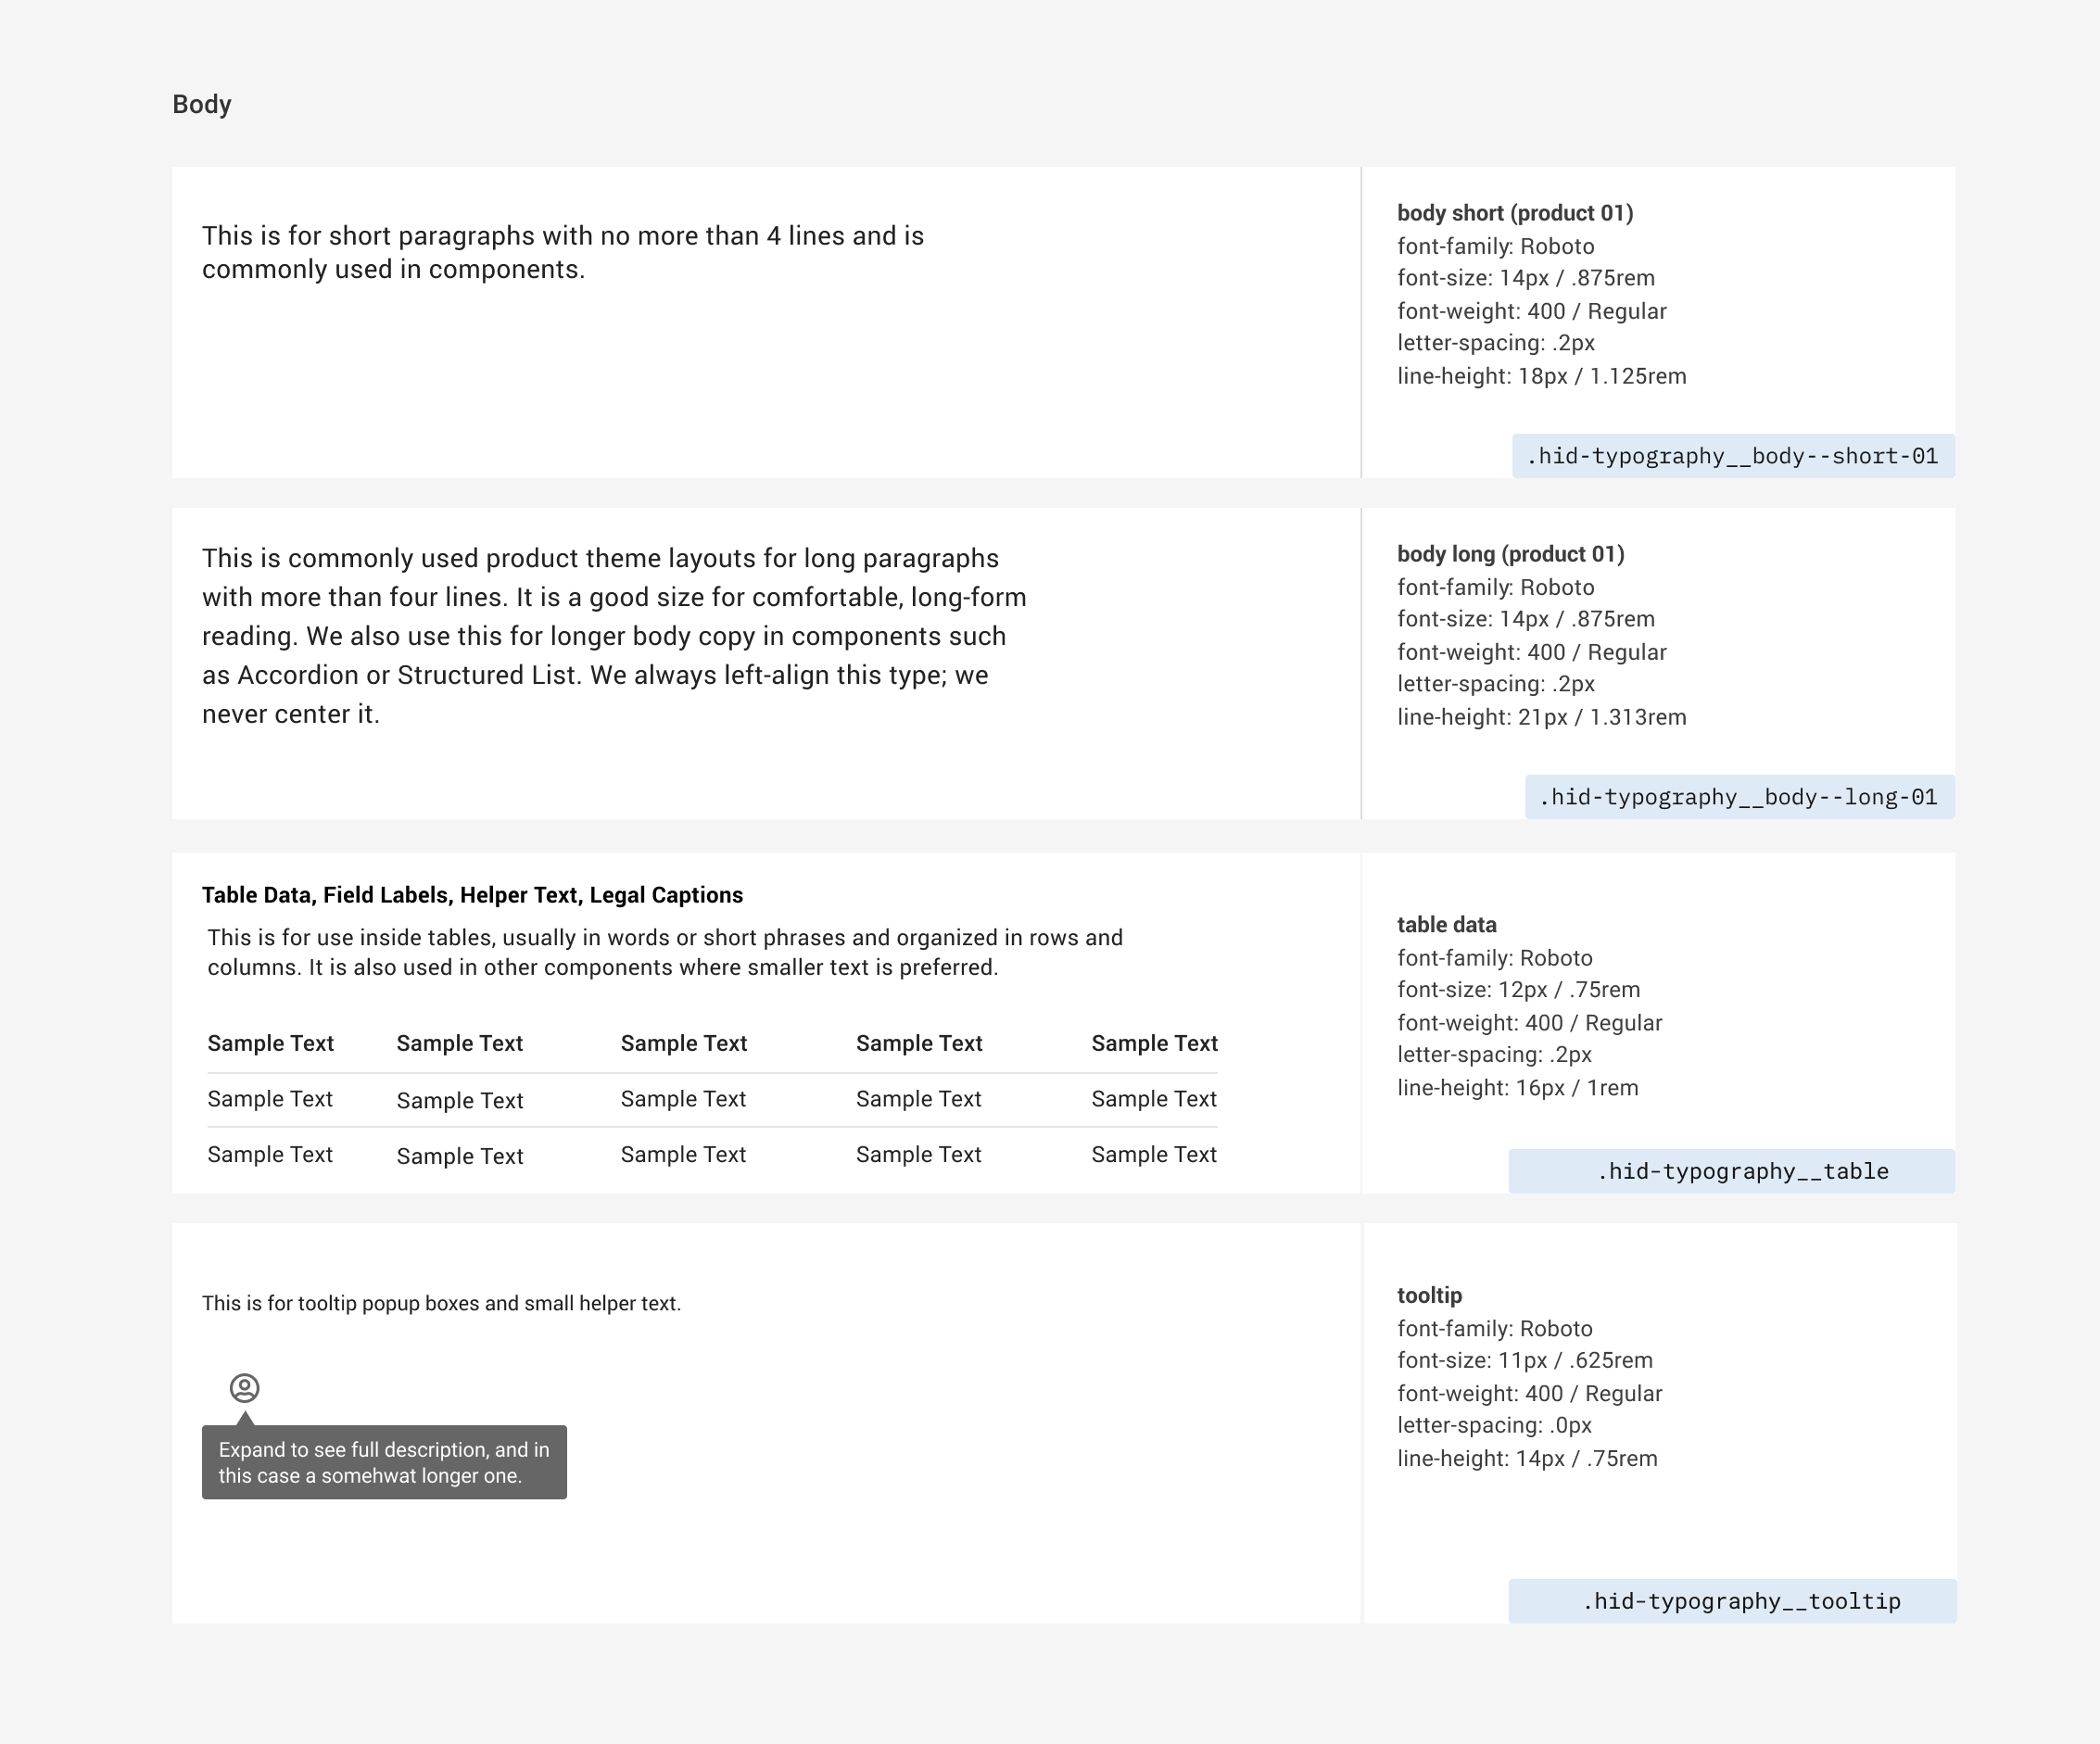 Body
This is for short paragraphs with no more than 4 lines and is
commonly used in components.
body short (product 01)
font-family: Roboto
font-size: 14px / .875rem
font-weight: 400 / Regular
letter-spacing: .2px
line-height: 18px / 1.125rem
.hid-typography__body--short-01
This is commonly used product theme layouts for long paragraphs
with more than four lines. It is a good size for comfortable, long-form
reading. We also use this for longer body copy in components such
as Accordion or Structured List. We always left-align this type; we
never center it.
body long (product 01)
font-family: Roboto
font-size: 14px / .875rem
font-weight: 400 / Regular
letter-spacing: .2px
line-height: 21px / 1.313rem
.hid-typography__body--long-01
Table Data, Field Labels, Helper Text, Legal Captions
This is for use inside tables, usually in words or short phrases and organized in rows and
columns. It is also used in other components where smaller text is preferred.
Sample Text Sample Text Sample Text Sample Text Sample Text
Sample Text Sample Text Sample Text Sample Text Sample Text
Sample Text Sample Text Sample Text Sample Text Sample Text
table data
font-family: Roboto
font-size: 12px / .75rem
font-weight: 400 / Regular
letter-spacing: .2px
line-height: 16px / 1rem
.hid-typography__table
This is for tooltip popup boxes and small helper text.
Expand to see full description, and in
this case a somehwat longer one.
tooltip
font-family: Roboto
font-size: 11px / .625rem
font-weight: 400 / Regular
letter-spacing: .0px
line-height: 14px / .75rem
.hid-typography__tooltip